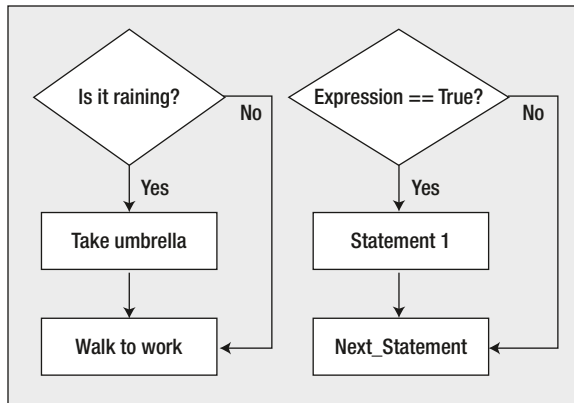 Is it raining?
No
Yes
Take umbrella
Walk to work
Expression == True?
No
Yes
Statement 1
Next_Statement